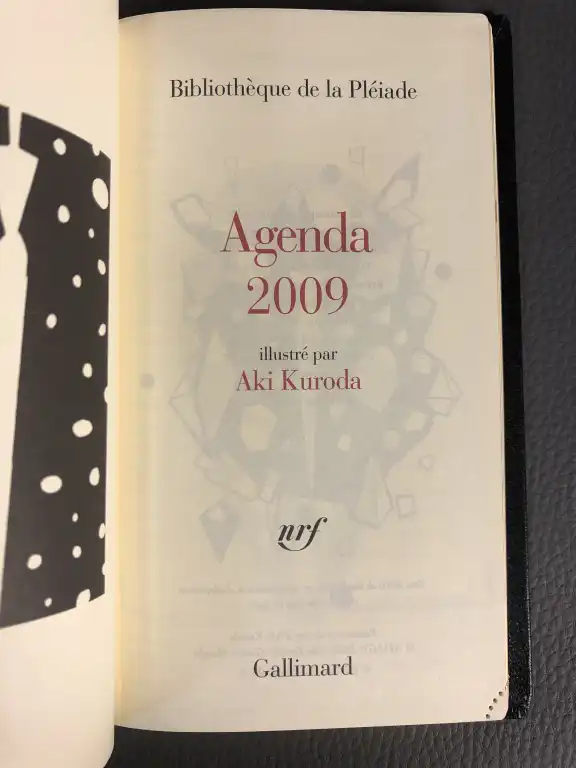 Bibliothèque de la Pléiade
Agenda
2009
illustré par
Aki Kuroda
nrf
Gallimard